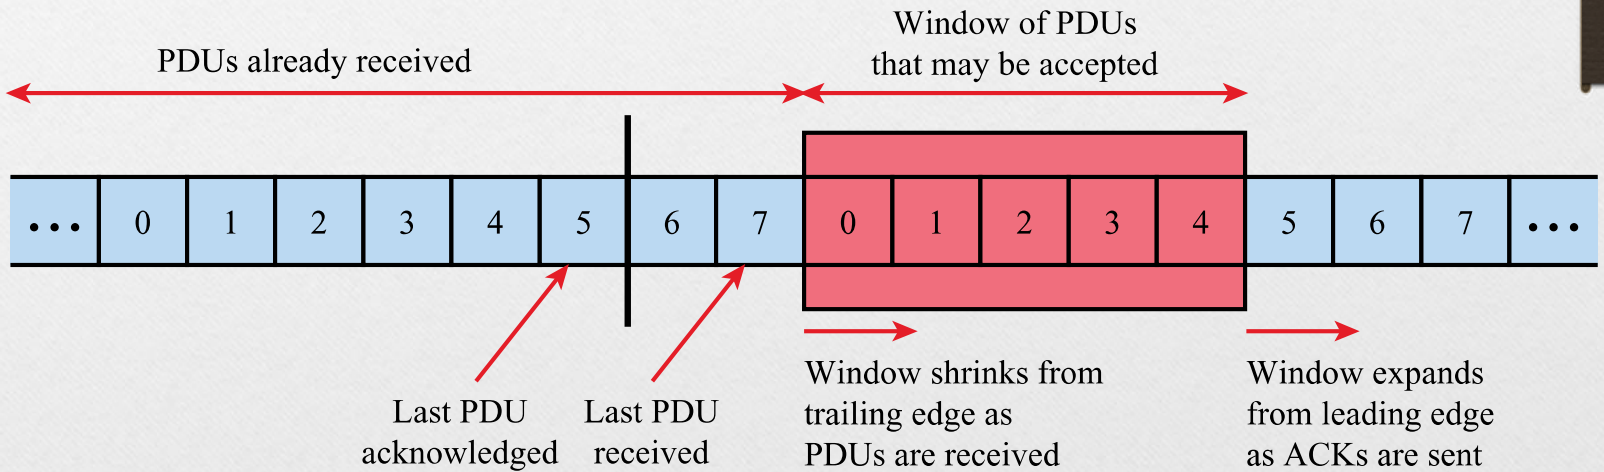 Window of PDUs
PDUs already received
that may be accepted
... 0 1 2 3 4 5 6 7 0 1 2 3 4 5 6 7 ...
Last PDU
acknowledged
Last PDU
received
Window shrinks from
trailing edge as
PDUs are received
Window expands
from leading edge
as ACKs are sent